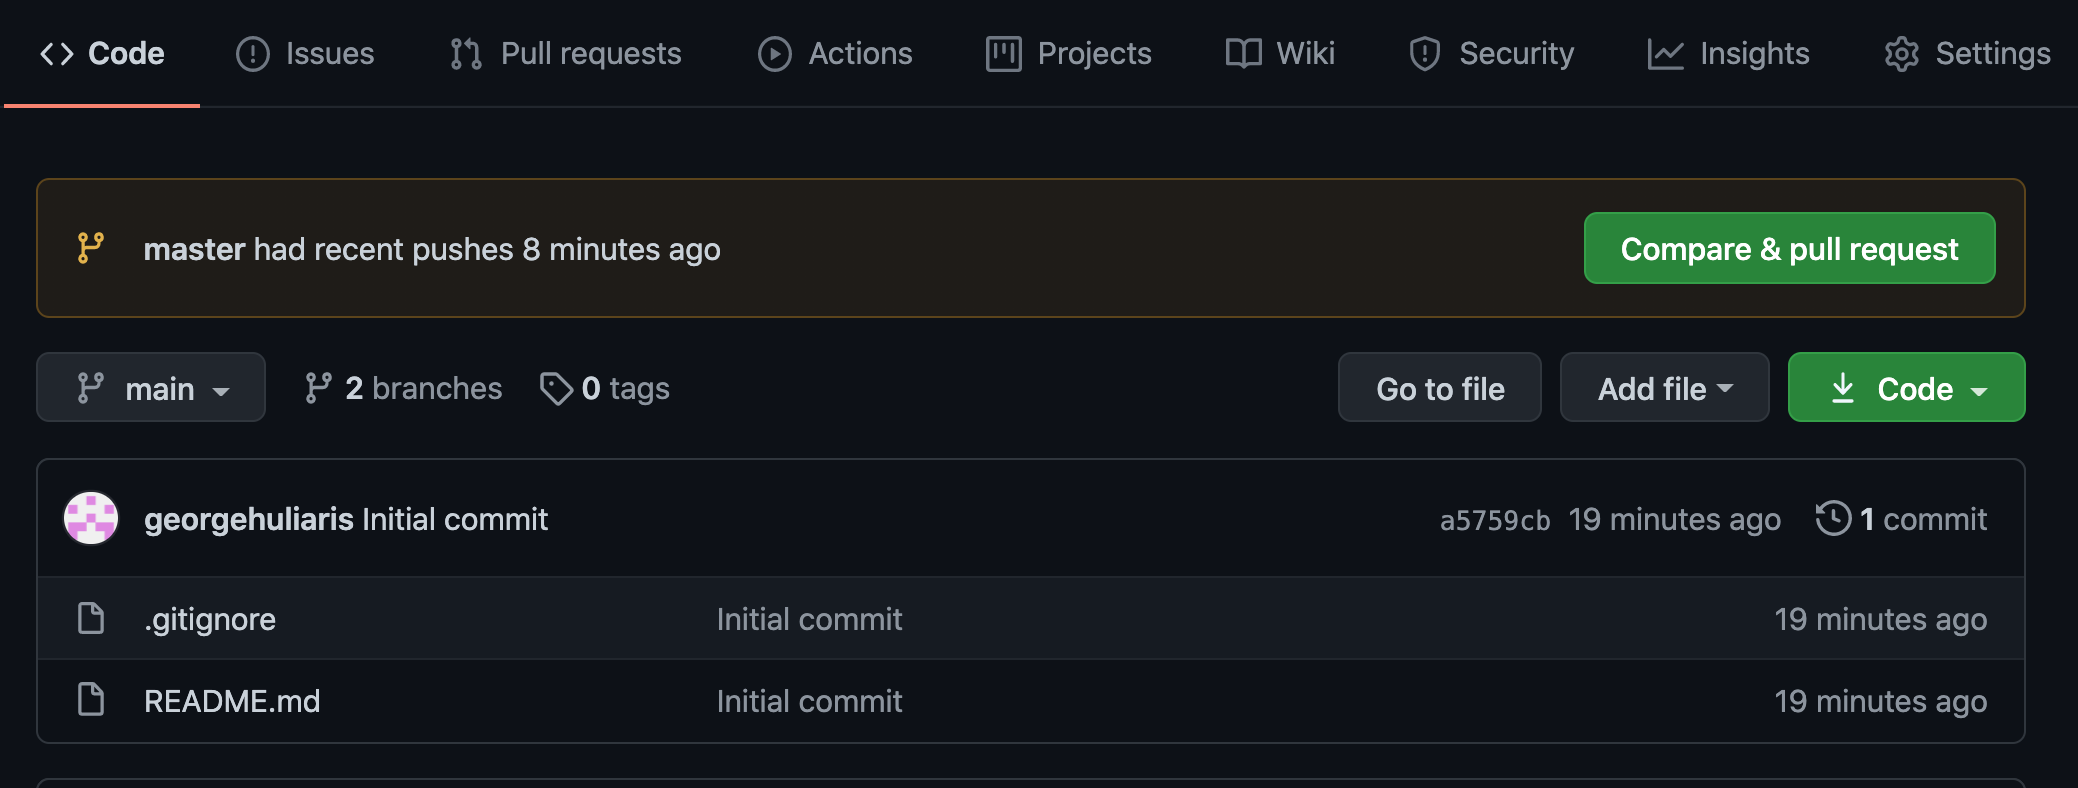 Code Issues Pull requests Actions Projects Wiki Security Insights Settings
master had recent pushes 8 minutes ago Compare & pull request
main 2 branches 0 tags Go to file Add file Code
georgehuliaris Initial commit a5759cb 19 minutes ago 1 commit
.gitignore Initial commit 19 minutes ago
README.md Initial commit 19 minutes ago